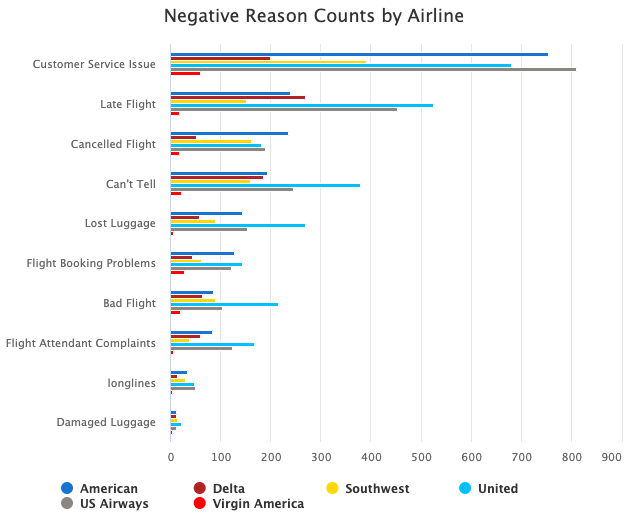 Negative Reason Counts by Airline
Customer Service Issue
Late Flight
Cancelled Flight
Can't Tell
Lost Luggage
Flight Booking Problems
Bad Flight
Flight Attendant Complaints
longlines
Damaged Luggage
0 100 200 300 400 500 600 700 800 900
American Delta Southwest United
US Airways Virgin America